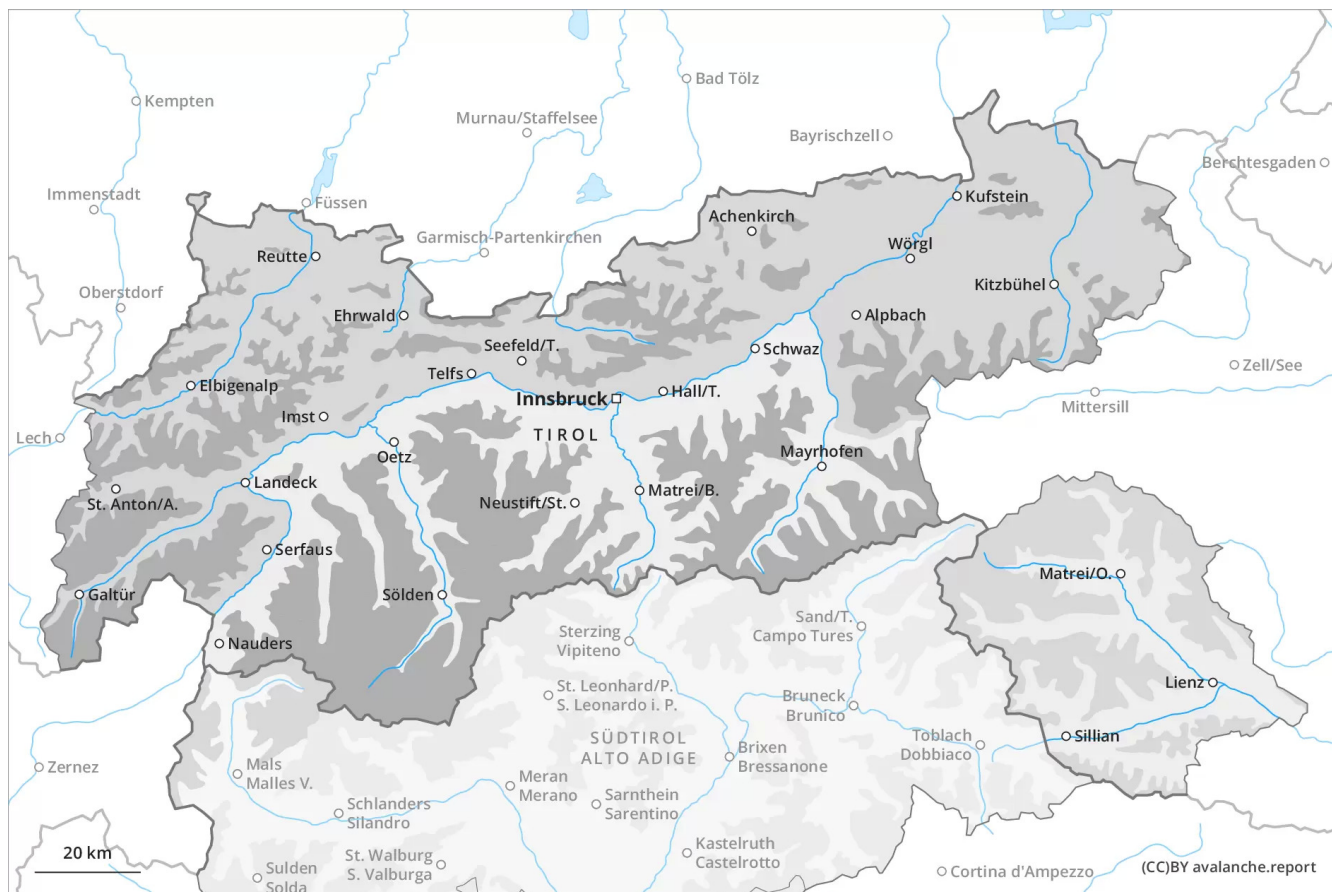 Bad Tölz
Kempten
Murnau/Staffelsee
Bayrischzell
Berchtesgaden
Immenstadt
Füssen
Kufstein
Achenkirch
Garmisch-Partenkirchen
Wörgl
Reutte
Kitzbühel
Oberstdorf
Ehrwald
Alpbach
Seefeld/T.
Schwaz
Zell/See
Telfs
Elbigenalp
Hall/T.
Innsbruck
Mittersill
Imst
TIROL
Lech
Oetz
Mayrhofen
Landeck
Matrei/B.
St. Anton/A.
Neustift/St.
Serfaus
Matrei/O.
Galtür
Sölden
Sand/T.
Campo Tures
Sterzing
Vipiteno
Nauders
Lienz
St. Leonhard/P.
S. Leonardo i. P.
Bruneck
Brunico
Sillian
Toblach
Dobbiaco
SÜDTIROL
ALTO ADIGE
Brixen
Bressanone
Zernez
Mals
Malles V.
Meran
Merano
Sarnthein
Sarentino
Schlanders
Silandro
Kastelruth
Castelrotto
20 km
St. Walburg
S. Valburga
Sulden
Solda
Cortina d'Ampezzo
(CC)BY avalanche.report